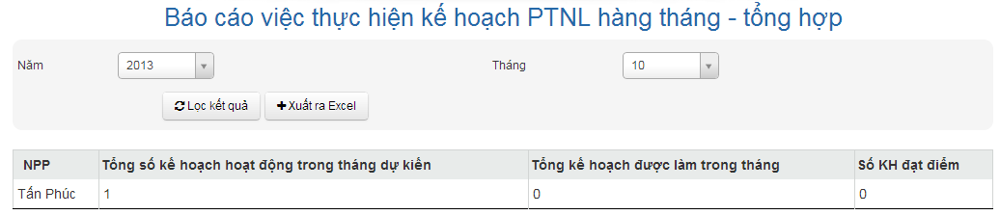 Báo cáo việc thực hiện kế hoạch PTNL hàng tháng - tổng hợp
Năm 2013 Tháng 10
Lọc kết quả Xuất ra Excel
NPP Tổng số kế hoạch hoạt động trong tháng dự kiến Tổng kế hoạch được làm trong tháng Số KH đạt điểm
Tấn Phúc 1 0 0